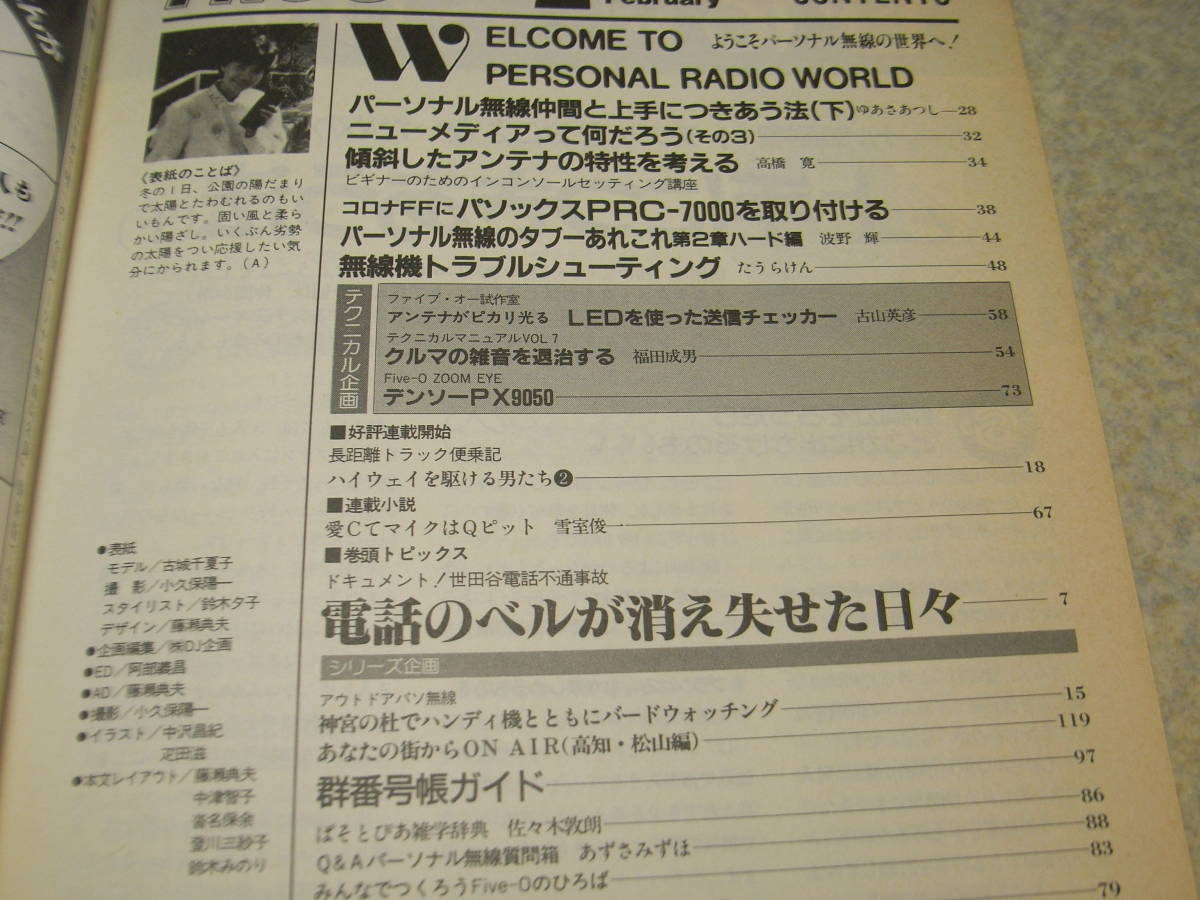 February
CONTENTS
WELCOME TO ようこそパーソナル無線の世界へ!
PERSONAL RADIO WORLD
パーソナル無線仲間と上手につきあう法(下) ゆあさあつし 28
ニューメディアって何だろう(その3) 32
傾斜したアンテナの特性を考える 高橋 寛 34
ビギナーのためのインコンソールセッティング講座
コロナFFにパソックスPRC-7000を取り付ける 38
パーソナル無線のタブーあれこれ第2章ハード編 波野 輝 44
無線機トラブルシューティング たうらけん 48
テクニカル企画
ファイブ・オー試作室
アンテナがピカリ光る LEDを使った送信チェッカー 古山英彦 58
テクニカルマニュアルVOL7
クルマの雑音を退治する 福田成男 54
Five-O ZOOM EYE
デンソーPX9050 73
■好評連載開始
長距離トラック便乗記
ハイウェイを駆ける男たち❷ 18
■連載小説
愛CてマイクはQピット 雪室俊一 67
■巻頭トピックス
ドキュメント!世田谷電話不通事故
電話のベルが消え失せた日々 7
シリーズ企画
アウトドアパソ無線
神宮の杜でハンディ機とともにバードウォッチング 15
あなたの街からON AIR(高知・松山編) 119
群番号帳ガイド 97
ぱそとぴあ雑学辞典 佐々木敦朗 86
Q&Aパーソナル無線質問箱 あずさみずほ 88
みんなでつくろうFive-Oのひろば 83
79
《表紙のことば》
冬の1日、公園の陽だまり
で太陽とたわむれるのもい
いもんです。固い風と柔ら
かい陽ざし。いくぶん劣勢
の太陽をつい応援したい気
分にかられます。(A)
●表紙
モデル/古城千夏子
撮 影/小久保陽一
スタイリスト/鈴木夕子
デザイン/藤瀬典夫
●企画編集/㈱DJ企画
●ED/阿部義昌
●AD/藤瀬典夫
●撮影/小久保陽一
●イラスト/中沢昌紀
疋田滋
●本文レイアウト/藤瀬典夫
中津智子
沓名保余
登川三紗子
鈴木みのり